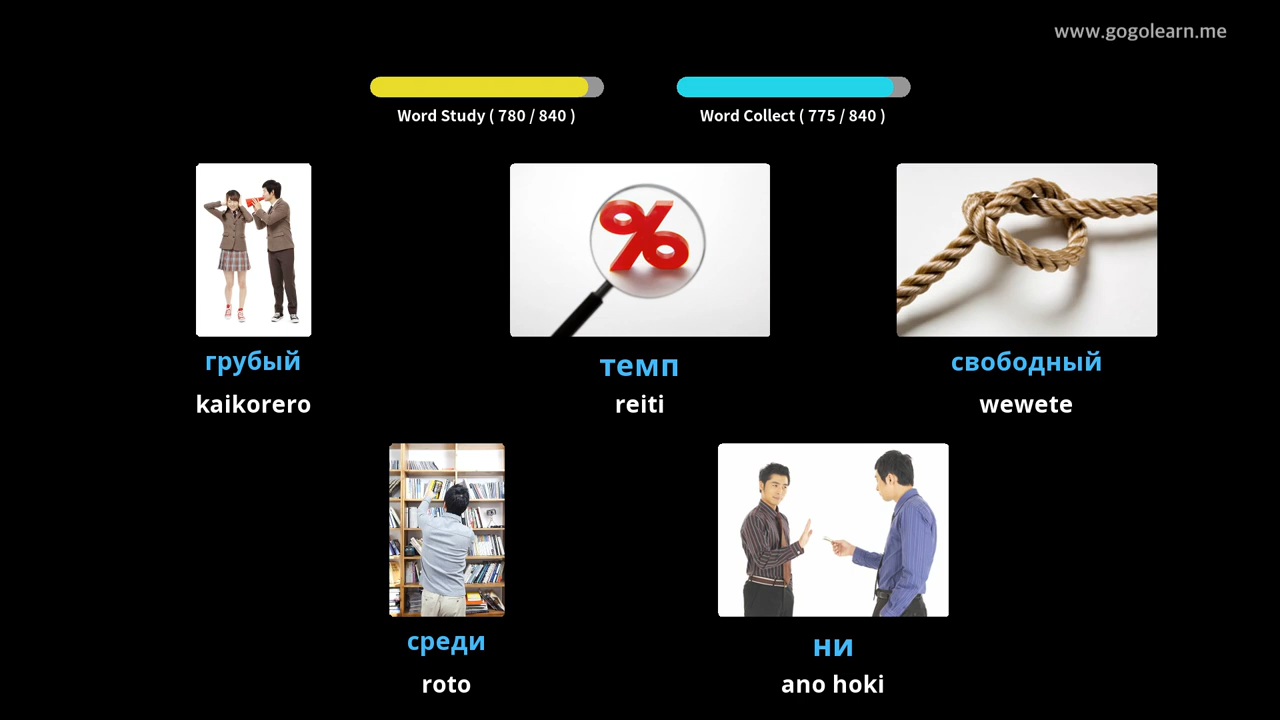 www.gogolearn.me
Word Study ( 780 / 840 )
Word Collect ( 775 / 840 )
%
грубый
темп
свободный
kaikorero
reiti
wewete
среди
ни
roto
ano hoki